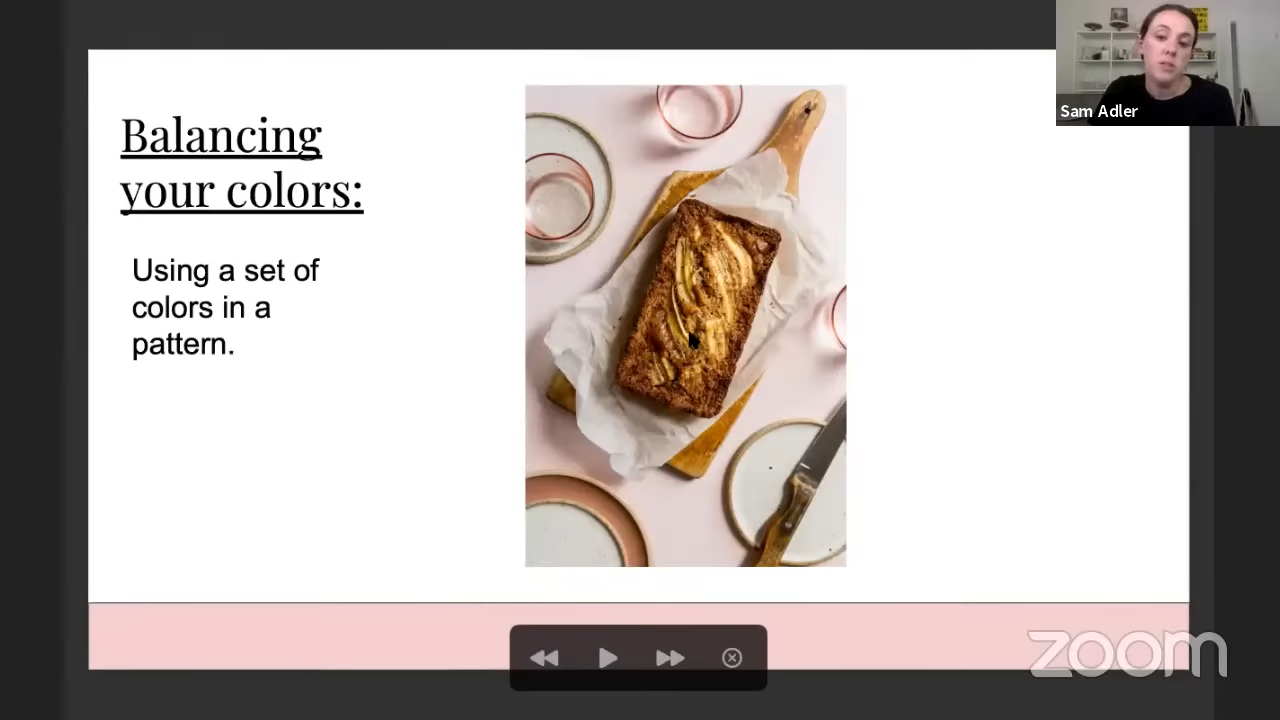 Balancing
your colors:
Using a set of
colors in a
pattern.
Sam Adler
zoom